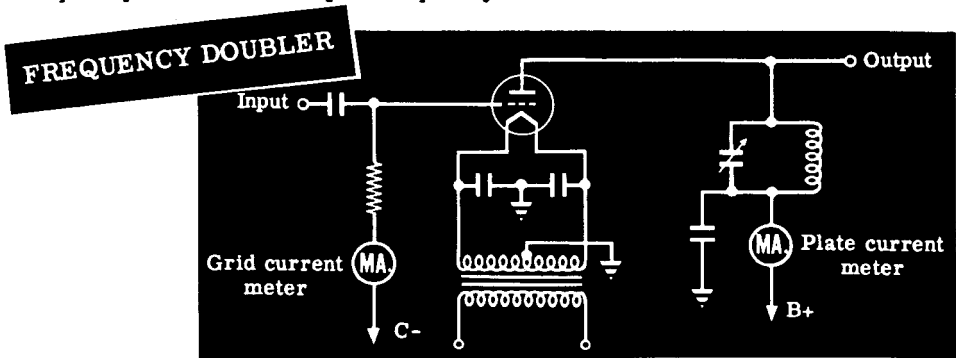 FREQUENCY DOUBLER
Input
Output
MA.
Grid current
meter
C-
MA.
Plate current
meter
B+